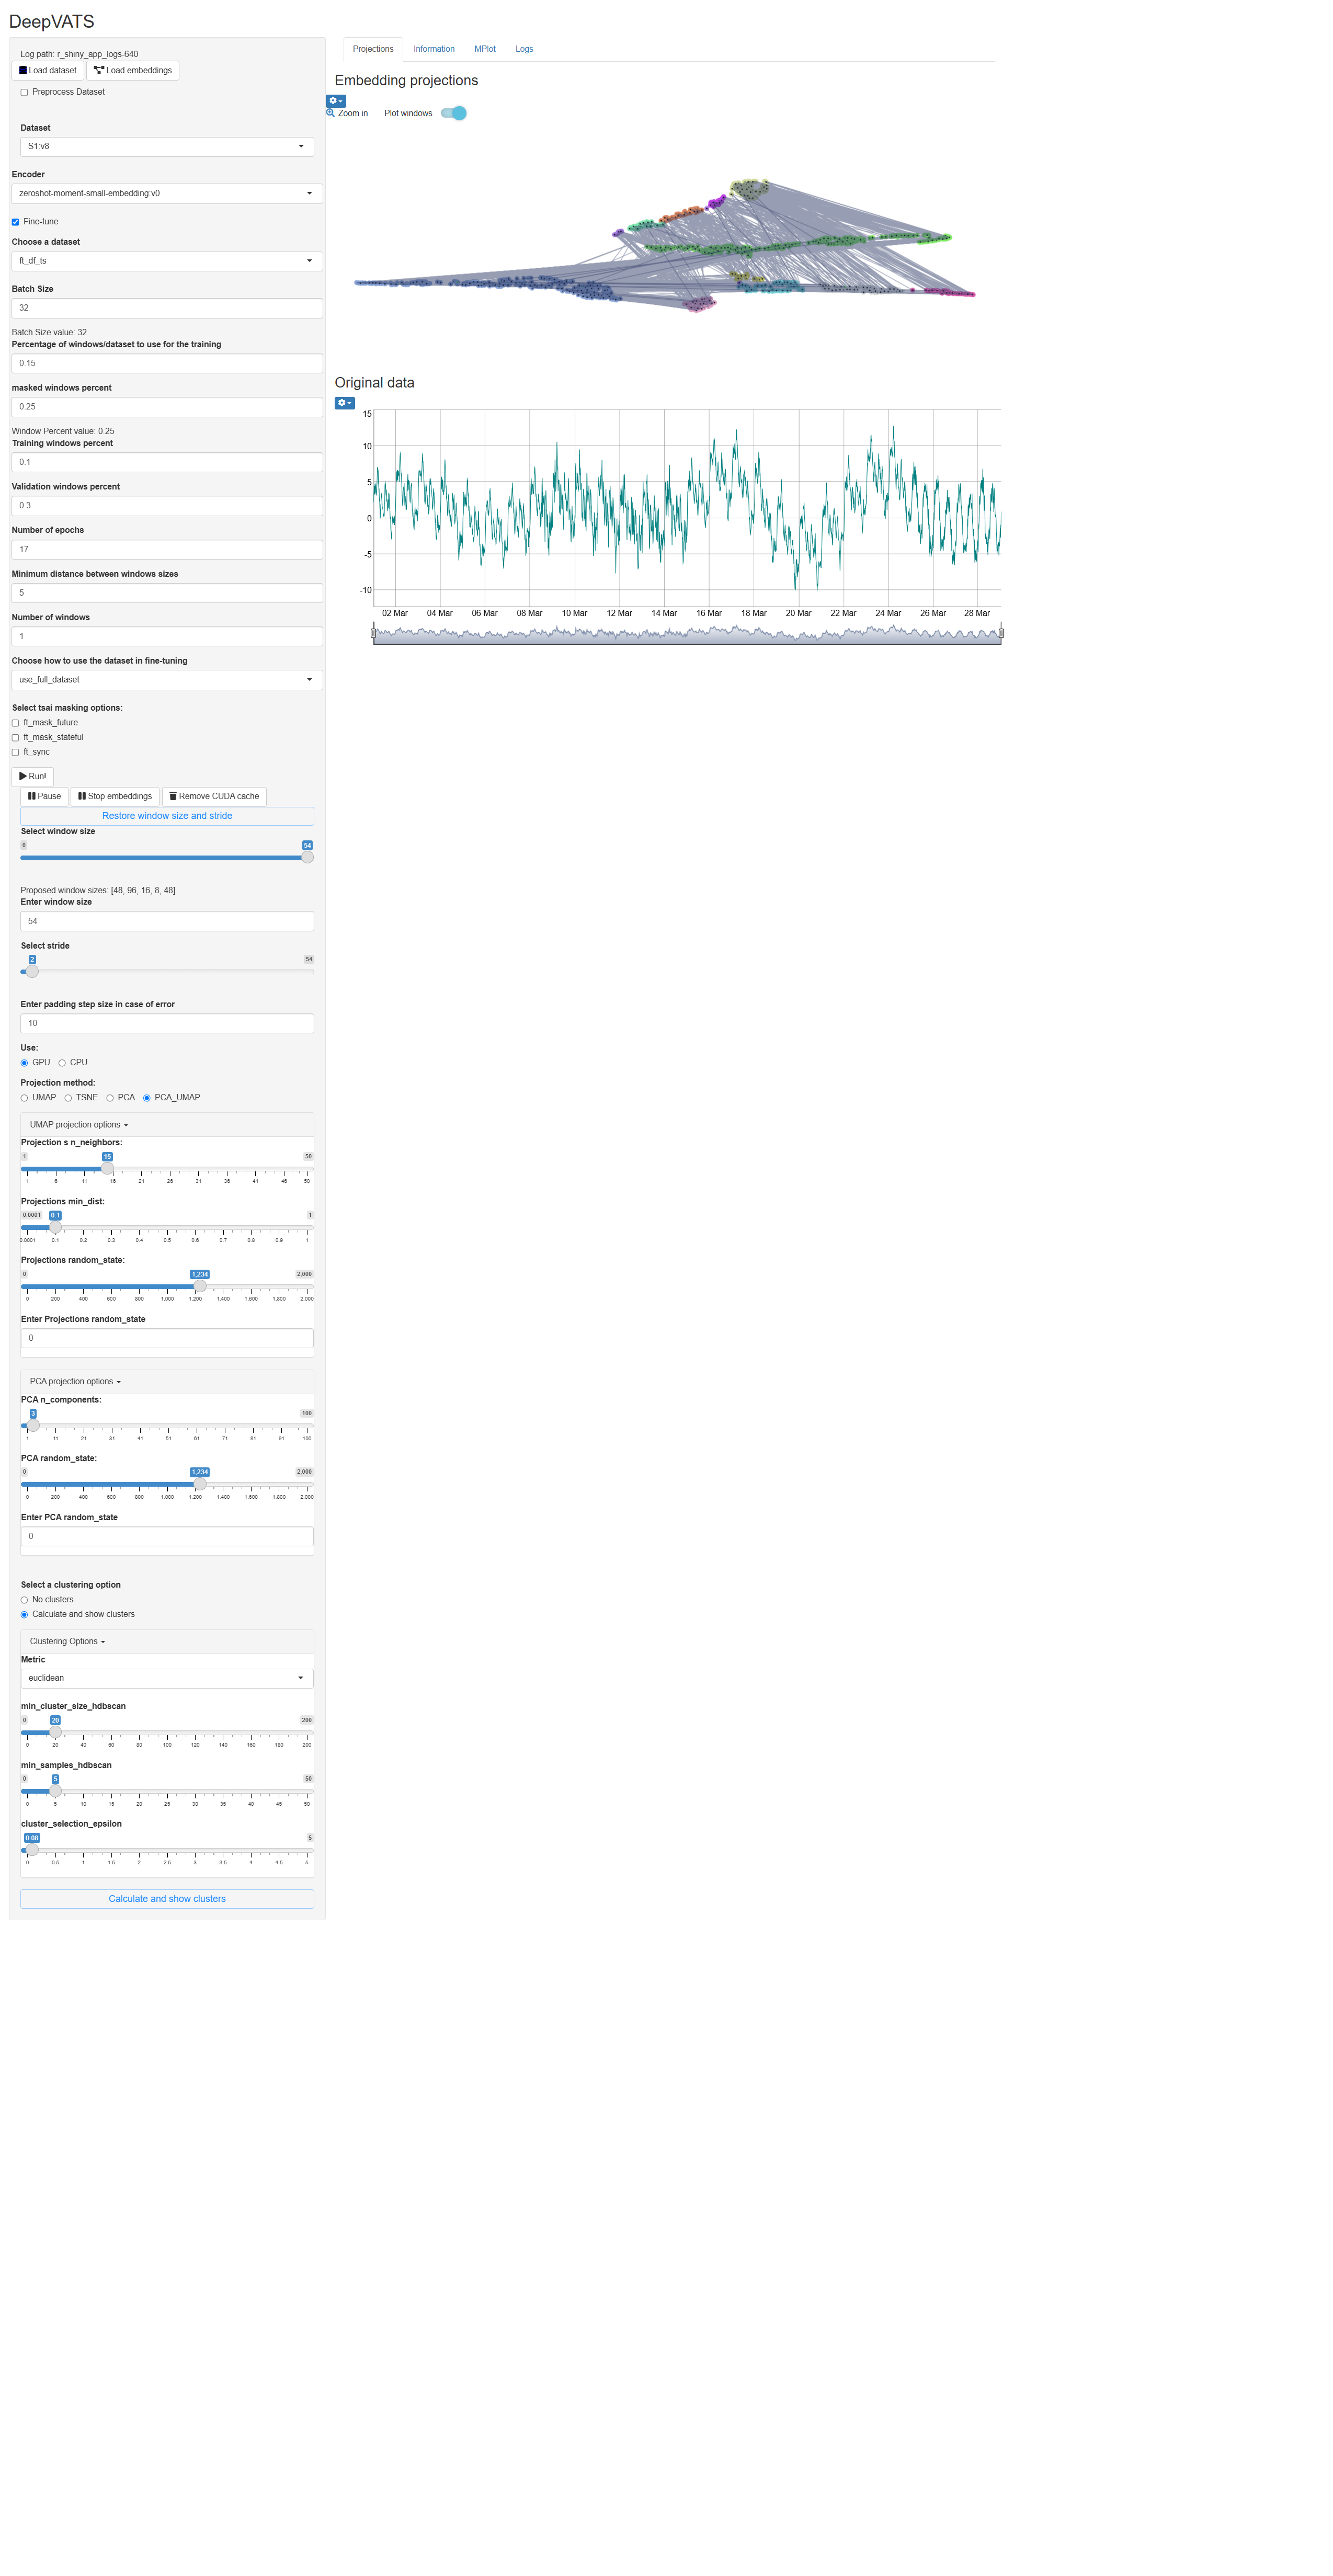 DeepVATS
Log path: r_shiny_app_logs-640
Load dataset Load embeddings
Preprocess Dataset
Dataset
S1:v8
Encoder
zeroshot-moment-small-embedding:v0
Fine-tune
Choose a dataset
ft_df_ts
Batch Size
32
Batch Size value: 32
Percentage of windows/dataset to use for the training
0.15
masked windows percent
0.25
Window Percent value: 0.25
Training windows percent
0.1
Validation windows percent
0.3
Number of epochs
17
Minimum distance between windows sizes
5
Number of windows
1
Choose how to use the dataset in fine-tuning
use_full_dataset
Select tsai masking options:
ft_mask_future
ft_mask_stateful
ft_sync
Run!
Pause Stop embeddings Remove CUDA cache
Restore window size and stride
Select window size
0 54
Proposed window sizes: [48, 96, 16, 8, 48]
Enter window size
54
Select stride
2 54
Enter padding step size in case of error
10
Use:
GPU CPU
Projection method:
UMAP TSNE PCA PCA_UMAP
UMAP projection options
Projection s n_neighbors:
1 15 50
1 6 11 16 21 26 31 36 41 46 50
Projections min_dist:
0.0001 0.1 1
0.0001 0.1 0.2 0.3 0.4 0.5 0.6 0.7 0.8 0.9 1
Projections random_state:
0 1,234 2,000
0 200 400 600 800 1,000 1,200 1,400 1,600 1,800 2,000
Enter Projections random_state
0
PCA projection options
PCA n_components:
3 100
1 11 21 31 41 51 61 71 81 91 100
PCA random_state:
0 1,234 2,000
0 200 400 600 800 1,000 1,200 1,400 1,600 1,800 2,000
Enter PCA random_state
0
Select a clustering option
No clusters
Calculate and show clusters
Clustering Options
Metric
euclidean
min_cluster_size_hdbscan
0 20 200
0 20 40 60 80 100 120 140 160 180 200
min_samples_hdbscan
0 5 50
0 5 10 15 20 25 30 35 40 45 50
cluster_selection_epsilon
0.08 5
0 0.5 1 1.5 2 2.5 3 3.5 4 4.5 5
Calculate and show clusters
Projections Information MPlot Logs
Embedding projections
Zoom in Plot windows
Original data
15
10
5
0
-5
-10
02 Mar 04 Mar 06 Mar 08 Mar 10 Mar 12 Mar 14 Mar 16 Mar 18 Mar 20 Mar 22 Mar 24 Mar 26 Mar 28 Mar